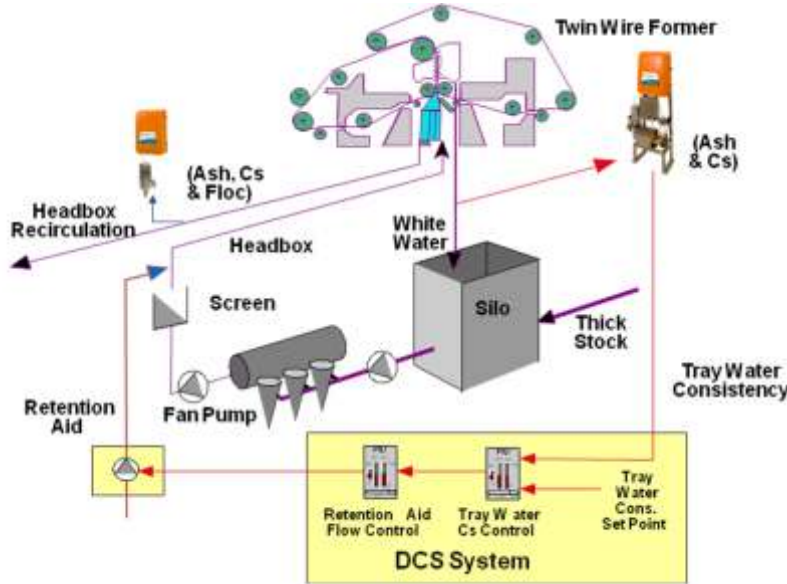 Twin Wire Former
(Ash, Cs
& Floc)
(Ash
& Cs)
Headbox
Recirculation
Headbox
White
Water
Screen
Silo
Thick
Stock
Fan Pump
Tray Water
Consistency
Retention
Aid
Retention Aid
Flow Control
Tray Water
Cs Control
Tray
Water
Cons.
Set Point
DCS System